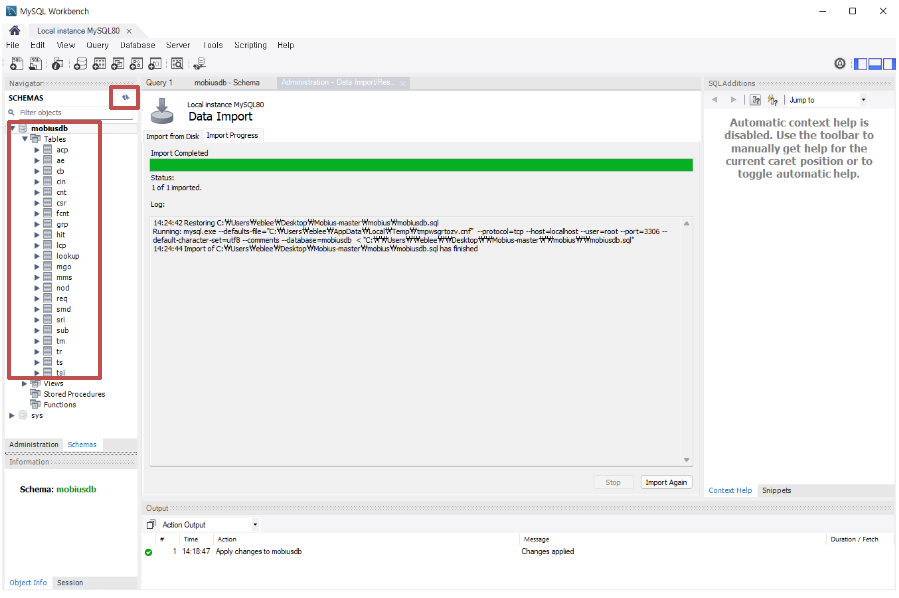 MySQL Workbench
Local instance MySQL80
File Edit View Query Database Server Tools Scripting Help
Navigator
SCHEMAS
Filter objects
mobiusdb
Tables
acp
ae
cb
cin
cnt
csr
fcnt
grp
hit
lcp
lookup
mgo
mms
nod
req
smd
sri
sub
tm
tr
ts
tsi
Views
Stored Procedures
Functions
sys
Administration Schemas
Information
Schema: mobiusdb
Object Info Session
Query 1 mobiusdb - Schema Administration - Data Import/Res...
Local instance MySQL80
Data Import
Import from Disk Import Progress
Import Completed
Status:
1 of 1 imported.
Log:
14:24:42 Restoring C:₩Users₩eblee₩Desktop₩Mobius-master₩mobius₩mobiusdb.sql
Running: mysql.exe --defaults-file="C:₩Users₩eblee₩AppData₩Local₩Temp₩tmpwsgrtozv.cnf" --protocol=tcp --host=localhost --user=root --port=3306 --
default-character-set=utf8 --comments --database=mobiusdb < "C:₩₩Users₩₩eblee₩₩Desktop₩₩Mobius-master₩₩mobius₩₩mobiusdb.sql"
14:24:44 Import of C:₩Users₩eblee₩Desktop₩Mobius-master₩mobius₩mobiusdb.sql has finished
Stop Import Again
Output
Action Output
# Time Action Message Duration / Fetch
1 14:18:47 Apply changes to mobiusdb Changes applied
SQLAdditions
Jump to
Automatic context help is
disabled. Use the toolbar to
manually get help for the
current caret position or to
toggle automatic help.
Context Help Snippets